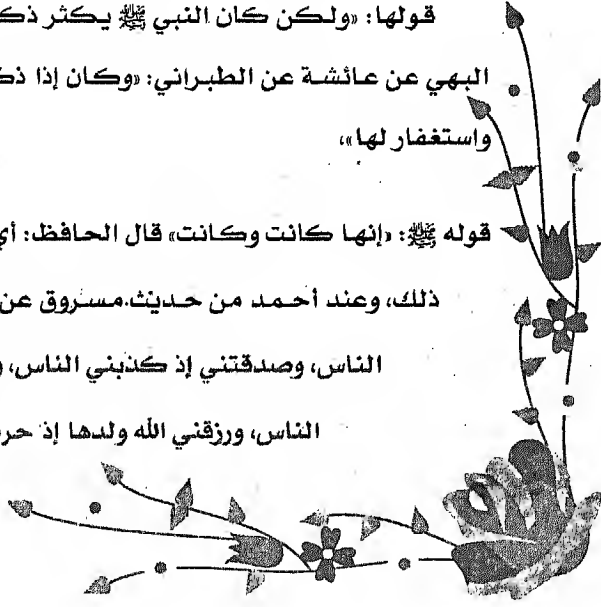 قولها: «ولكن كان النبي ﷺ يكثر ذكـ
البهي عن عائشة عن الطبراني: «وكان إذا ذكـ
واستغفار لها»،
قوله ﷺ: «إنها كانت وكانت» قال الحافظ: أي
ذلك، وعند أحمد من حديث.مسروق عن
الناس، وصدقتني إذ كذبني الناس، و
الناس، ورزقني الله ولدها إذ حر